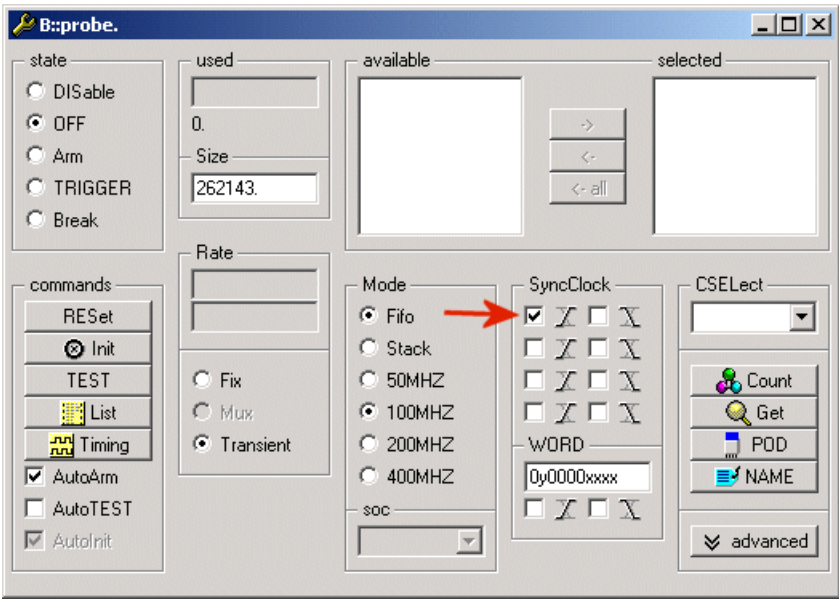 B::probe.
state
DISable
OFF
Arm
TRIGGER
Break
used
0.
Size
262143.
available
selected
->
<-
<- all
commands
RESet
Init
TEST
List
Timing
AutoArm
AutoTEST
AutoInit
Rate
Fix
Mux
Transient
Mode
Fifo
Stack
50MHZ
100MHZ
200MHZ
400MHZ
soc
SyncClock
WORD
0y0000xxxx
CSELect
Count
Get
POD
NAME
advanced